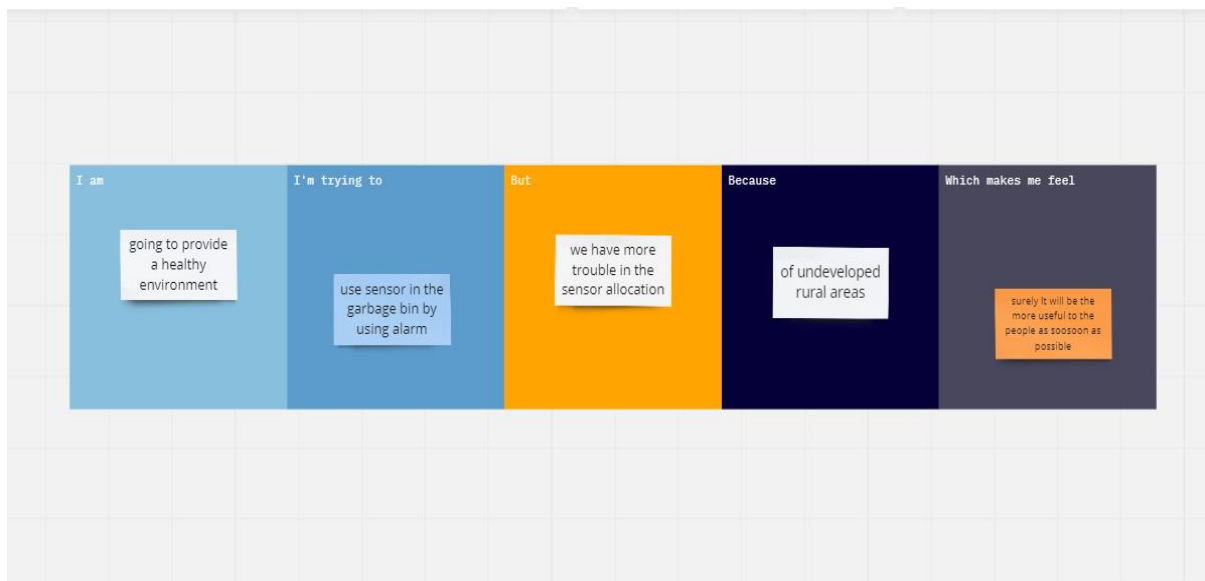 I am
going to provide
a healthy
environment
I'm trying to
use sensor in the
garbage bin by
using alarm
But
we have more
trouble in the
sensor allocation
Because
of undeveloped
rural areas
Which makes me feel
surely It will be the
more useful to the
people as soosoon as
possible